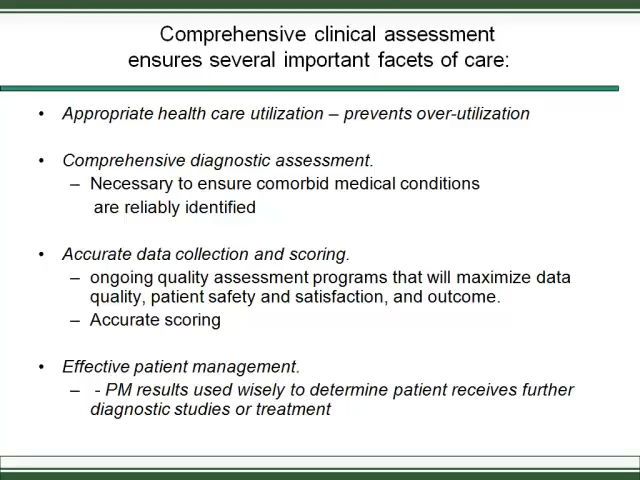 Comprehensive clinical assessment
ensures several important facets of care:
• Appropriate health care utilization – prevents over-utilization
• Comprehensive diagnostic assessment.
– Necessary to ensure comorbid medical conditions
are reliably identified
• Accurate data collection and scoring.
– ongoing quality assessment programs that will maximize data
quality, patient safety and satisfaction, and outcome.
– Accurate scoring
• Effective patient management.
– - PM results used wisely to determine patient receives further
diagnostic studies or treatment